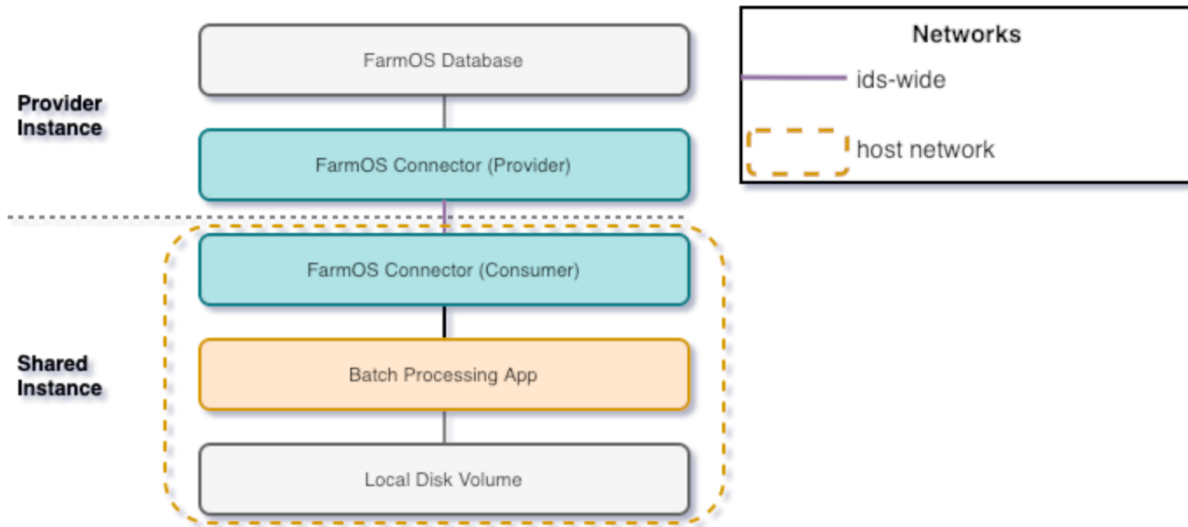 Networks
ids-wide
host network
Provider
Instance
FarmOS Database
FarmOS Connector (Provider)
Shared
Instance
FarmOS Connector (Consumer)
Batch Processing App
Local Disk Volume